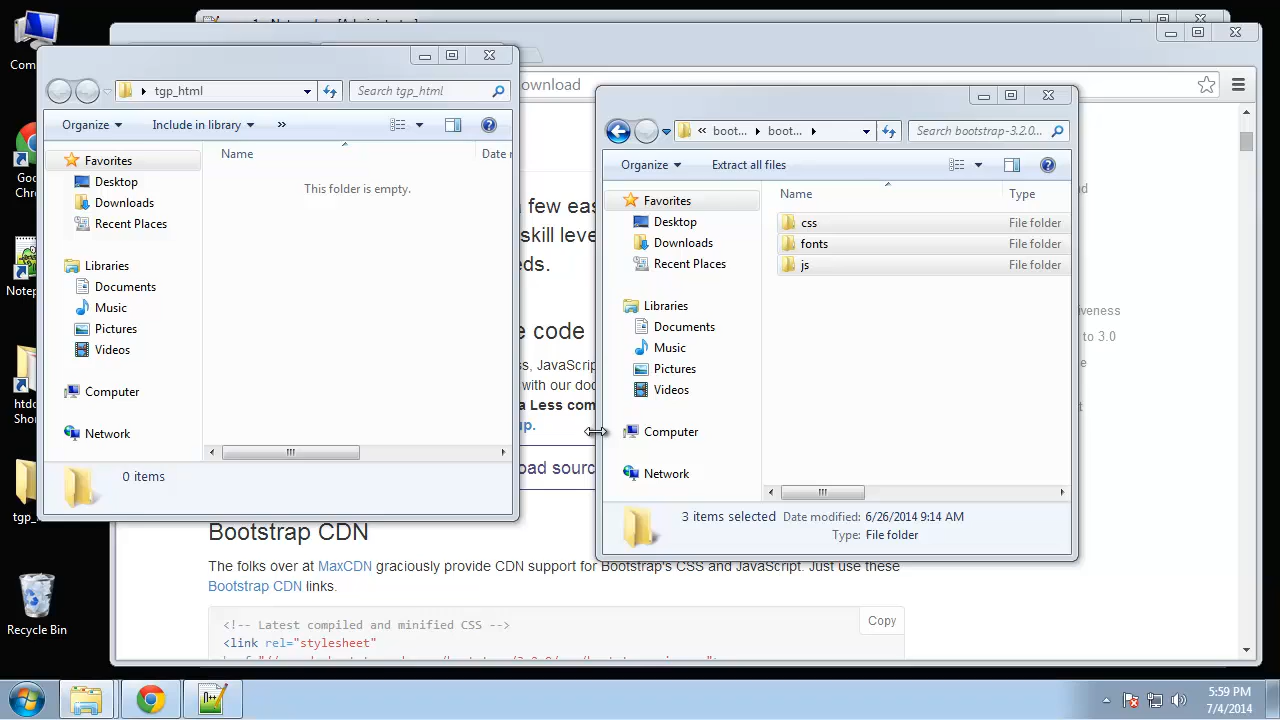 Com
Goo
Chr
Notep
htdo
Shor
tgp_
Recycle Bin
tgp_html
Search tgp_html
Organize
Include in library
»
Name
Date
This folder is empty.
Favorites
Desktop
Downloads
Recent Places
Libraries
Documents
Music
Pictures
Videos
Computer
Network
0 items
ownload
a few eas
skill leve
eds.
e code
ss, JavaScrip
with our doc
a Less com
up.
oad sourc
d
iveness
to 3.0
e
t
« boot...
boot...
Search bootstrap-3.2.0...
Organize
Extract all files
Name
Type
css
File folder
fonts
File folder
js
File folder
Favorites
Desktop
Downloads
Recent Places
Libraries
Documents
Music
Pictures
Videos
Computer
Network
3 items selected
Date modified: 6/26/2014 9:14 AM
Type: File folder
Bootstrap CDN
The folks over at MaxCDN graciously provide CDN support for Bootstrap's CSS and JavaScript. Just use these
Bootstrap CDN links.
<!-- Latest compiled and minified CSS -->
Copy
<link rel="stylesheet"
5:59 PM
7/4/2014